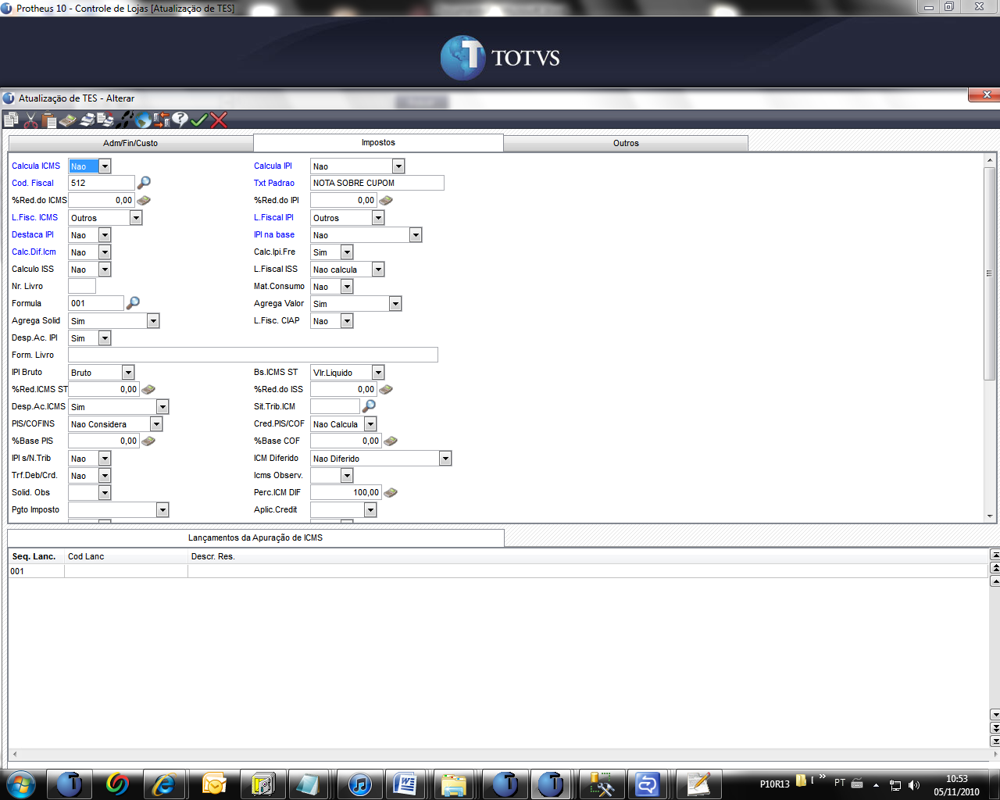 Protheus 10 - Controle de Lojas [Atualização de TES]
TOTVS
Atualização de TES - Alterar
Adm/Fin/Custo Impostos Outros
Calcula ICMS Nao Calcula IPI Nao
Cod. Fiscal 512 Txt Padrao NOTA SOBRE CUPOM
%Red.do ICMS 0,00 %Red.do IPI 0,00
L.Fisc. ICMS Outros L.Fiscal IPI Outros
Destaca IPI Nao IPI na base Nao
Calc.Dif.Icm Nao Calc.Ipi.Fre Sim
Calculo ISS Nao L.Fiscal ISS Nao calcula
Nr. Livro Mat.Consumo Nao
Formula 001 Agrega Valor Sim
Agrega Solid Sim L.Fisc. CIAP Nao
Desp.Ac. IPI Sim
Form. Livro
IPI Bruto Bruto Bs.ICMS ST Vlr.Liquido
%Red.ICMS ST 0,00 %Red.do ISS 0,00
Desp.Ac.ICMS Sim Sit.Trib.ICM
PIS/COFINS Nao Considera Cred.PIS/COF Nao Calcula
%Base PIS 0,00 %Base COF 0,00
IPI s/N.Trib Nao ICM Diferido Nao Diferido
Trf.Deb/Crd. Nao Icms Observ.
Solid. Obs Perc.ICM DIF 100,00
Pgto Imposto Aplic.Credit
Lançamentos da Apuração de ICMS
Seq. Lanc. Cod Lanc Descr. Res.
001
P10R13 PT 10:53
05/11/2010